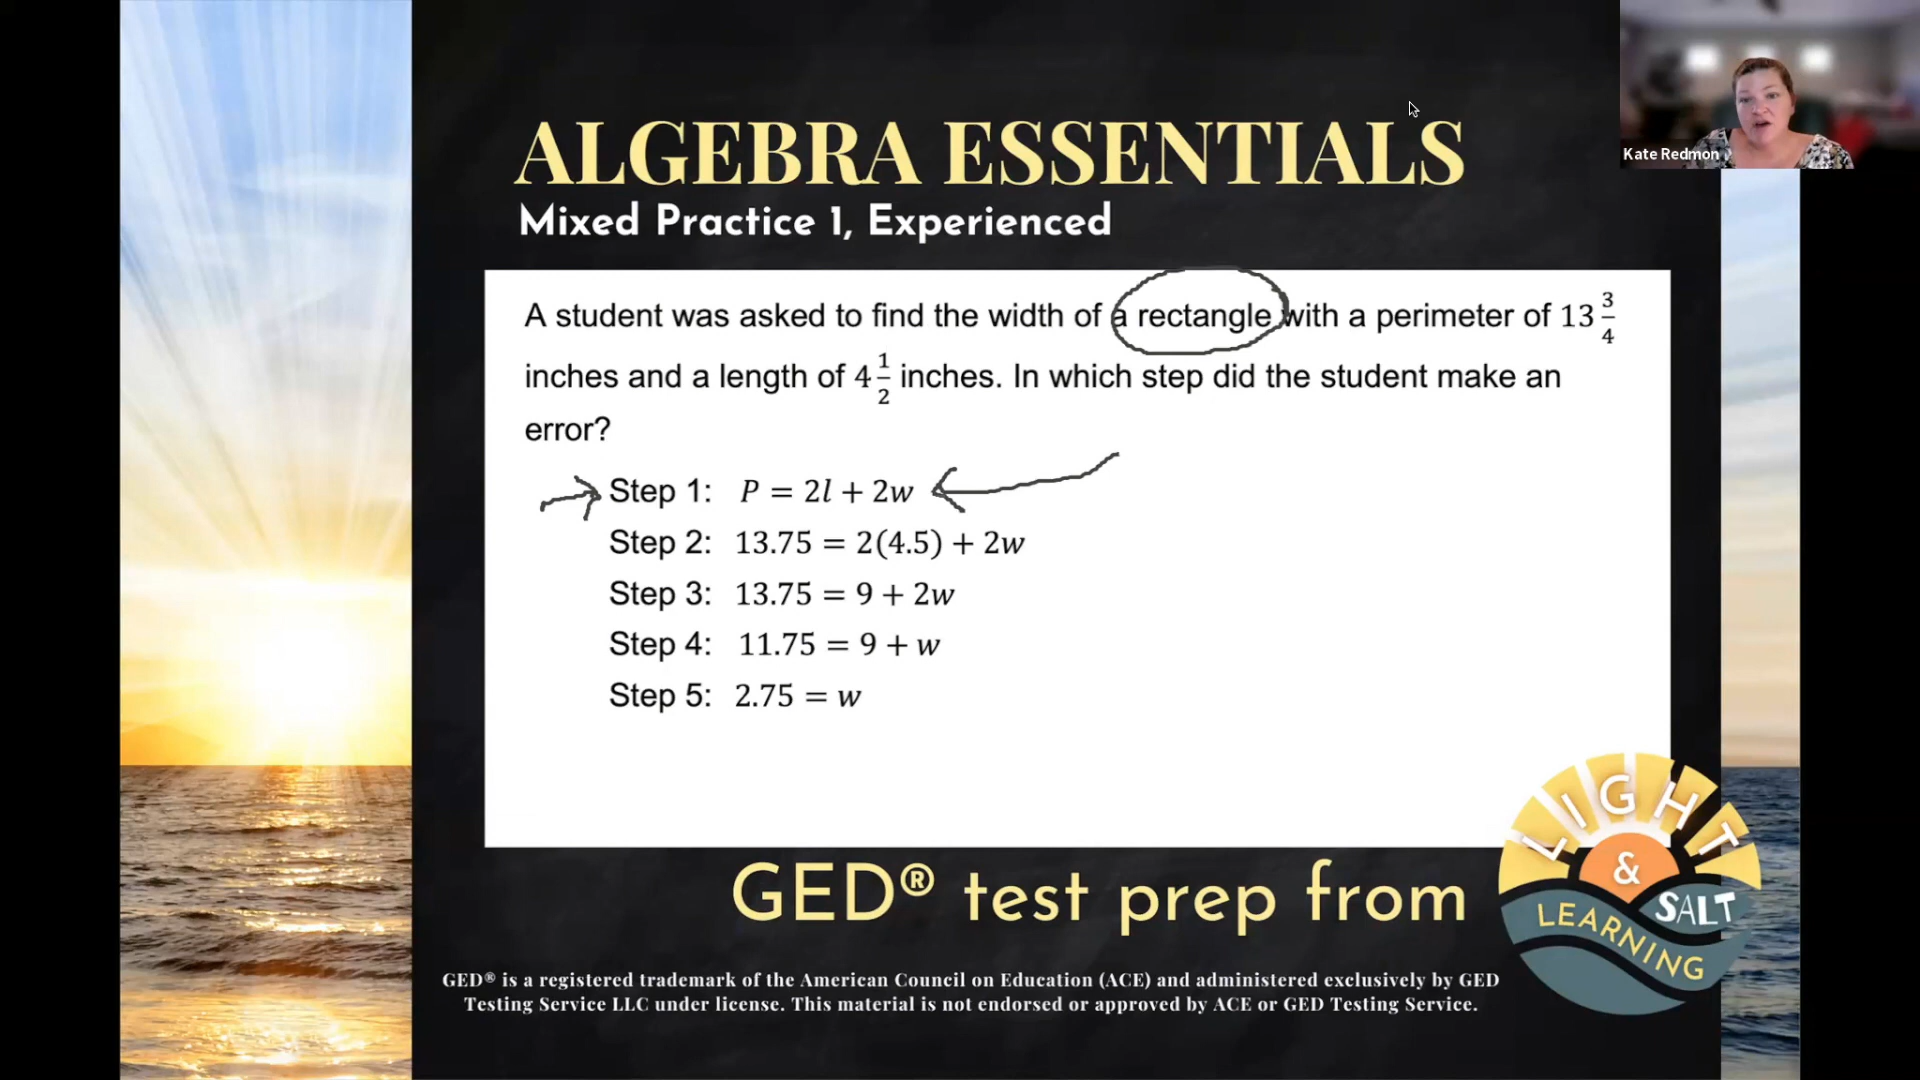 Kate Redmon
ALGEBRA ESSENTIALS
Mixed Practice 1, Experienced
A student was asked to find the width of a rectangle with a perimeter of 13 3/4
inches and a length of 4 1/2 inches. In which step did the student make an
error?
Step 1: P = 2l + 2w
Step 2: 13.75 = 2(4.5) + 2w
Step 3: 13.75 = 9 + 2w
Step 4: 11.75 = 9 + w
Step 5: 2.75 = w
GED® test prep from
LIGHT
&
SALT
LEARNING
GED® is a registered trademark of the American Council on Education (ACE) and administered exclusively by GED
Testing Service LLC under license. This material is not endorsed or approved by ACE or GED Testing Service.